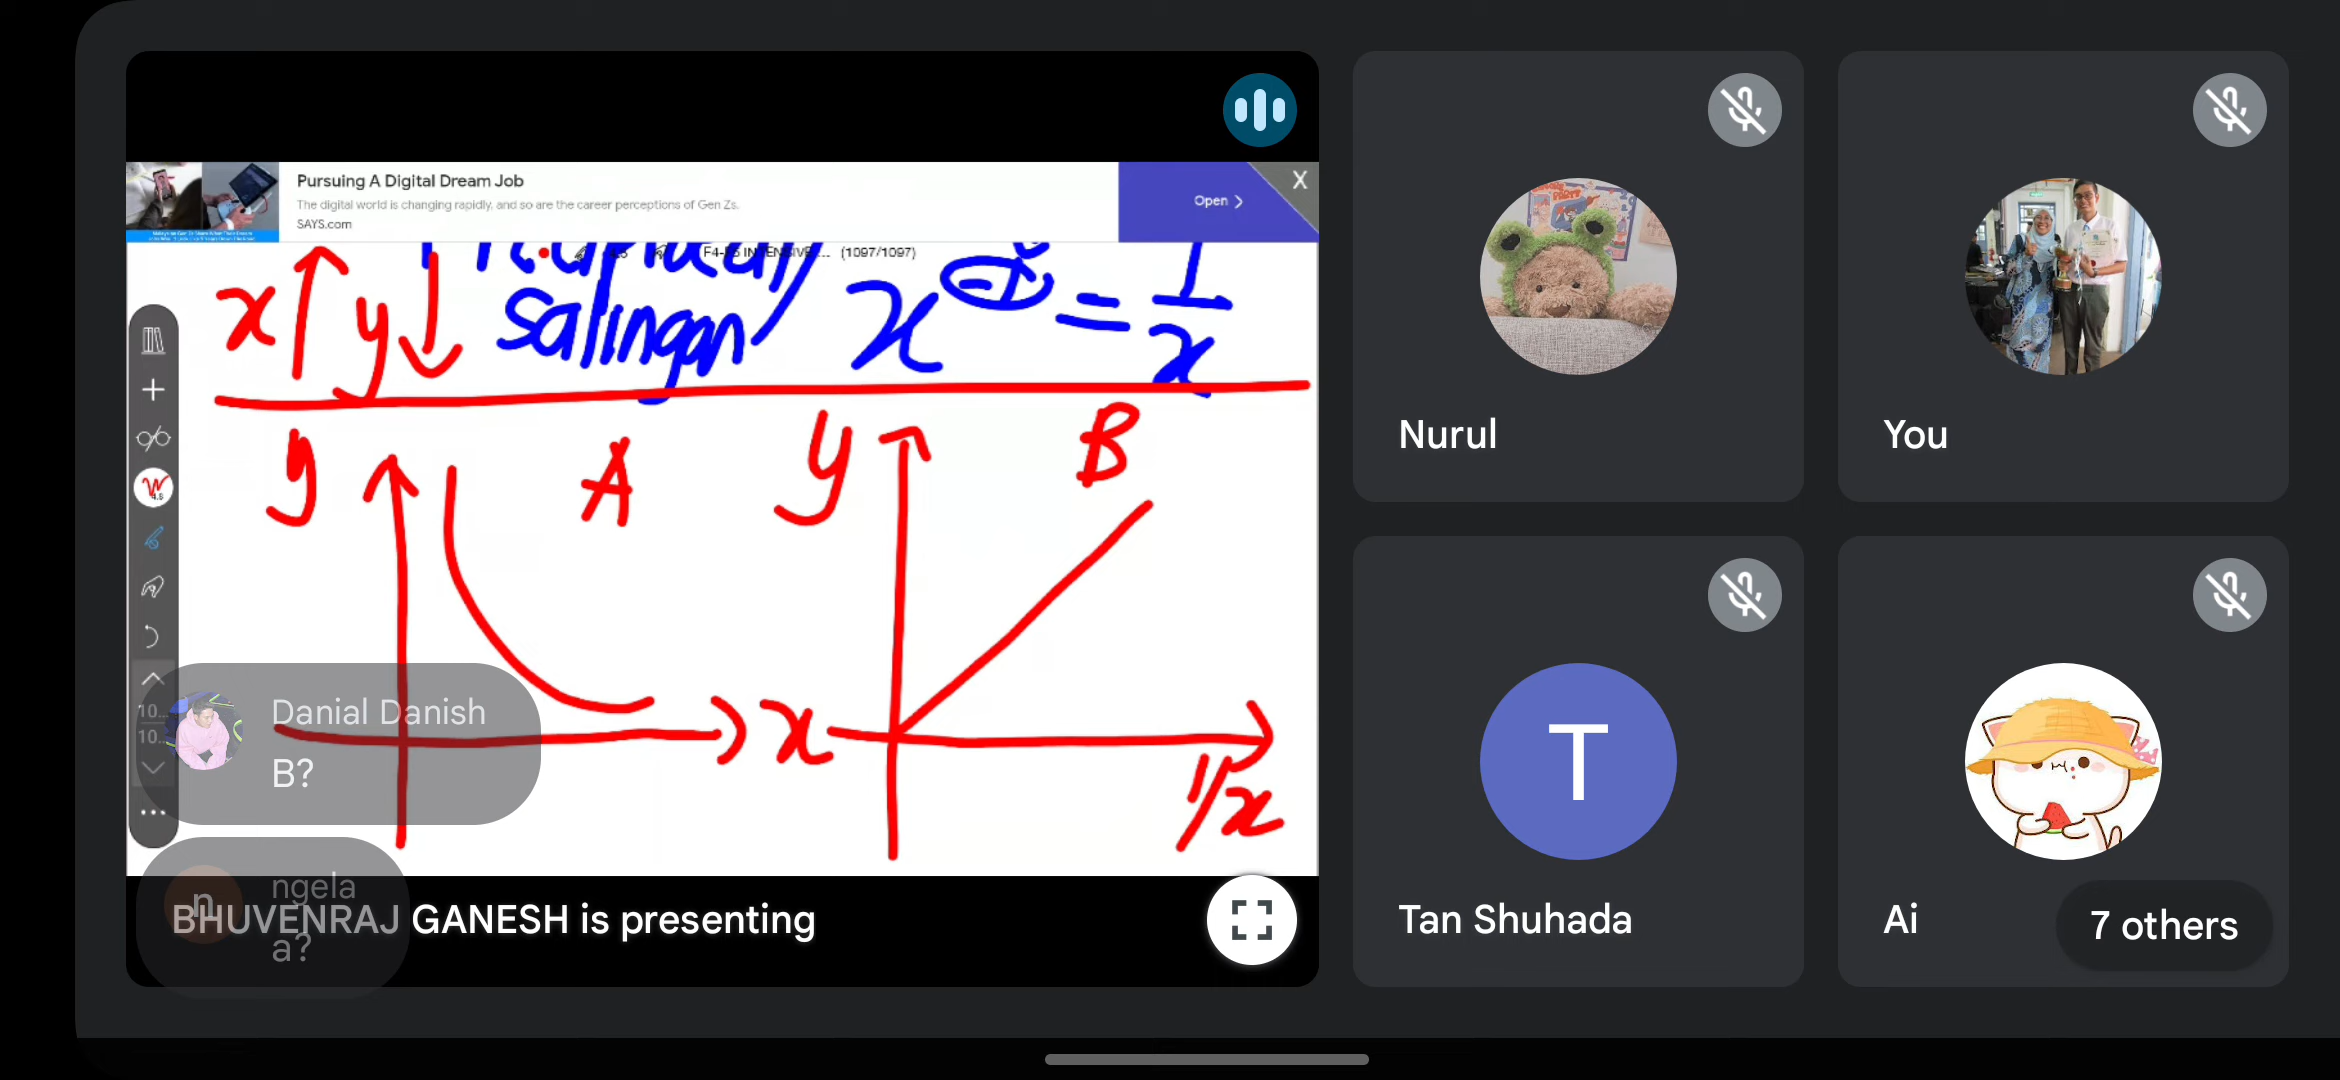 Pursuing A Digital Dream Job
The digital world is changing rapidly, and so are the career perceptions of Gen Zs.
SAYS.com
Open
X
(1097/1097)
x y salingan x = 1/x
y A y B
x 1/x
10...
10...
Danial Danish
B?
n ngela
a?
BHUVENRAJ GANESH is presenting
Nurul
You
T
Tan Shuhada
Ai
7 others